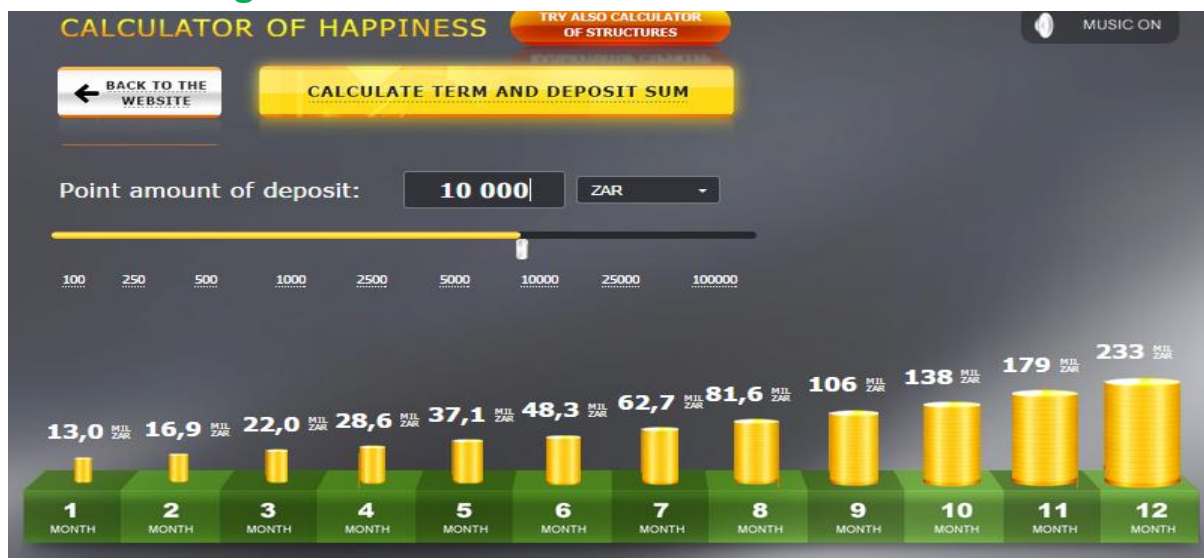 CALCULATOR OF HAPPINESS
TRY ALSO CALCULATOR
OF STRUCTURES
MUSIC ON
BACK TO THE
WEBSITE
CALCULATE TERM AND DEPOSIT SUM
Point amount of deposit:
10 000
ZAR
100 250 500 1000 2500 5000 10000 25000 100000
13,0 MIL ZAR
16,9 MIL ZAR
22,0 MIL ZAR
28,6 MIL ZAR
37,1 MIL ZAR
48,3 MIL ZAR
62,7 MIL ZAR
81,6 MIL ZAR
106 MIL ZAR
138 MIL ZAR
179 MIL ZAR
233 MIL ZAR
1 2 3 4 5 6 7 8 9 10 11 12
MONTH MONTH MONTH MONTH MONTH MONTH MONTH MONTH MONTH MONTH MONTH MONTH